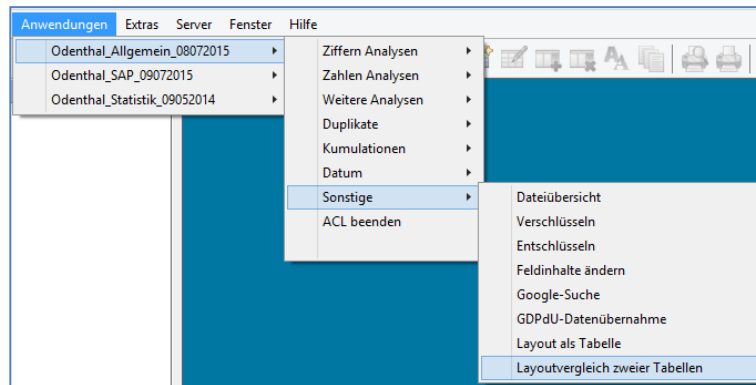 Anwendungen Extras Server Fenster Hilfe
Odenthal_Allgemein_08072015
Odenthal_SAP_09072015
Odenthal_Statistik_09052014
Ziffern Analysen
Zahlen Analysen
Weitere Analysen
Duplikate
Kumulationen
Datum
Sonstige
ACL beenden
Dateiübersicht
Verschlüsseln
Entschlüsseln
Feldinhalte ändern
Google-Suche
GDPdU-Datenübernahme
Layout als Tabelle
Layoutvergleich zweier Tabellen